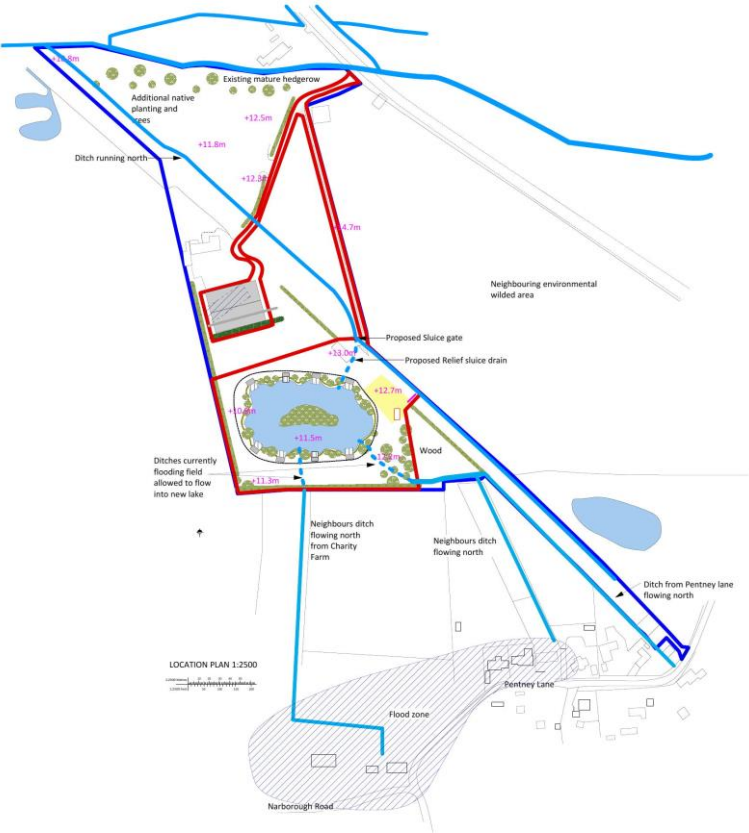 Existing mature hedgerow
Additional native
planting and
trees
+12.5m
+11.8m
Ditch running north
+14.7m
Neighbouring environmental
wilded area
Proposed Sluice gate
+13.0m
Proposed Relief sluice drain
+12.7m
+11.5m
Wood
Ditches currently
flooding field
allowed to flow
into new lake
+11.3m
Neighbours ditch
flowing north
from Charity
Farm
Neighbours ditch
flowing north
Ditch from Pentney lane
flowing north
LOCATION PLAN 1:2500
Pentney Lane
Flood zone
Narborough Road